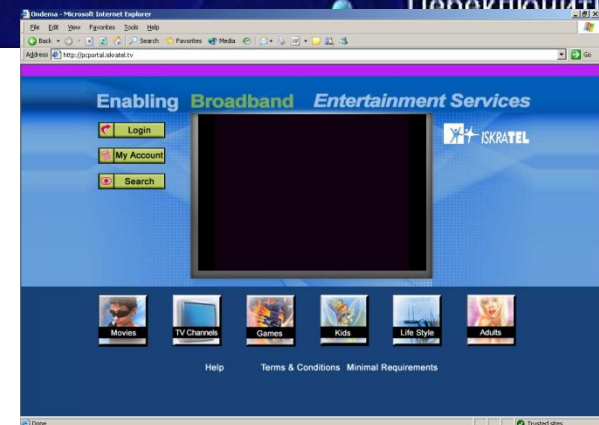 Ondema - Microsoft Internet Explorer
File Edit View Favorites Tools Help
Back Search Favorites Media
Address http://pcportal.iskratel.tv Go
Enabling Broadband Entertainment Services
ISKRATEL
Login
My Account
Search
Movies TV Channels Games Kids Life Style Adults
Help Terms & Conditions Minimal Requirements
Done Trusted sites